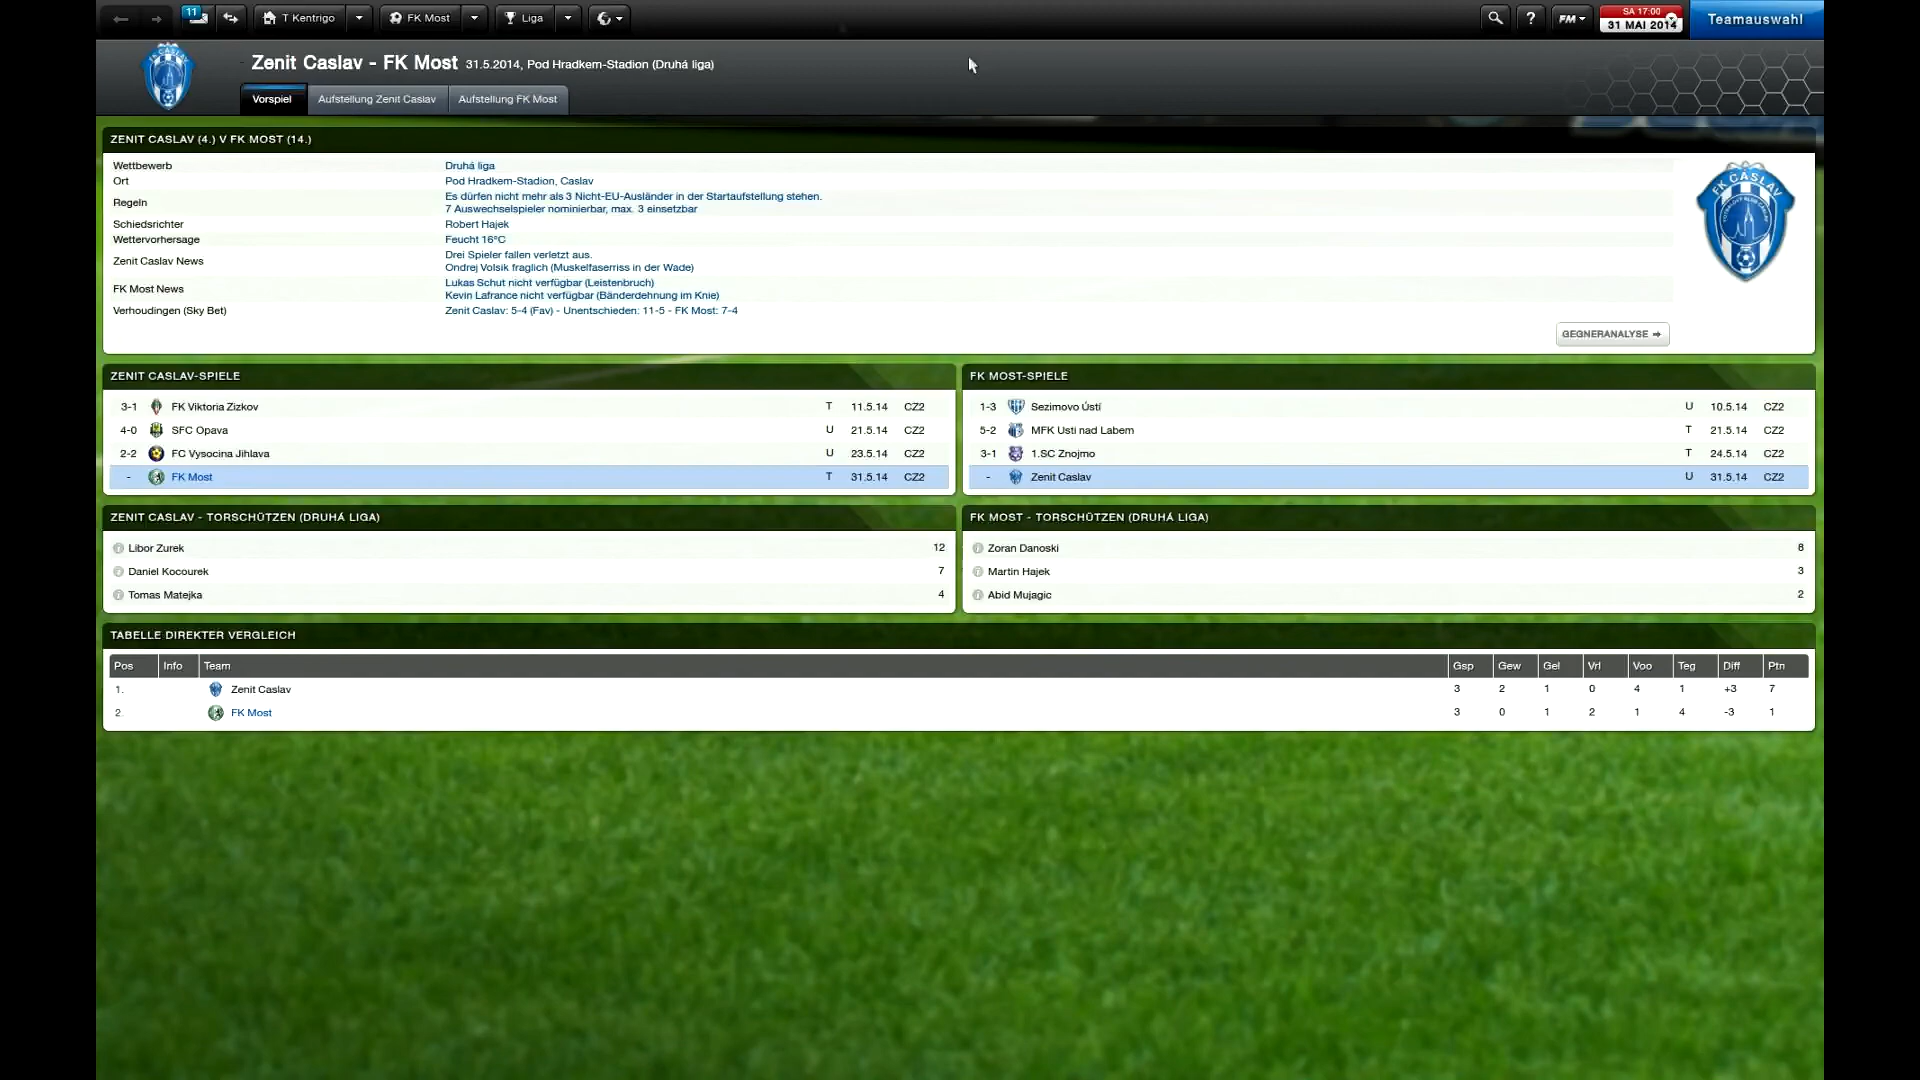 11 T Kentrigo FK Most Liga ? FM SA 17:00 31 MAI 2014 Teamauswahl
Zenit Caslav - FK Most 31.5.2014, Pod Hradkem-Stadion (Druhá liga)
Vorspiel Aufstellung Zenit Caslav Aufstellung FK Most
ZENIT CASLAV (4.) V FK MOST (14.)
Wettbewerb Druhá liga
Ort Pod Hradkem-Stadion, Caslav
Regeln Es dürfen nicht mehr als 3 Nicht-EU-Ausländer in der Startaufstellung stehen.
7 Auswechselspieler nominierbar, max. 3 einsetzbar
Schiedsrichter Robert Hajek
Wettervorhersage Feucht 16°C
Zenit Caslav News Drei Spieler fallen verletzt aus.
Ondrej Volsik fraglich (Muskelfaserriss in der Wade)
FK Most News Lukas Schut nicht verfügbar (Leistenbruch)
Kevin Lafrance nicht verfügbar (Bänderdehnung im Knie)
Verhoudingen (Sky Bet) Zenit Caslav: 5-4 (Fav) - Unentschieden: 11-5 - FK Most: 7-4
FK CASLAV
GEGNERANALYSE
ZENIT CASLAV-SPIELE
3-1 FK Viktoria Zizkov T 11.5.14 CZ2
4-0 SFC Opava U 21.5.14 CZ2
2-2 FC Vysocina Jihlava U 23.5.14 CZ2
- FK Most T 31.5.14 CZ2
FK MOST-SPIELE
1-3 Sezimovo Ústí U 10.5.14 CZ2
5-2 MFK Usti nad Labem T 21.5.14 CZ2
3-1 1.SC Znojmo T 24.5.14 CZ2
- Zenit Caslav U 31.5.14 CZ2
ZENIT CASLAV - TORSCHÜTZEN (DRUHÁ LIGA)
Libor Zurek 12
Daniel Kocourek 7
Tomas Matejka 4
FK MOST - TORSCHÜTZEN (DRUHÁ LIGA)
Zoran Danoski 8
Martin Hajek 3
Abid Mujagic 2
TABELLE DIREKTER VERGLEICH
Pos Info Team Gsp Gew Gel Vrl Voo Teg Diff Ptn
1. Zenit Caslav 3 2 1 0 4 1 +3 7
2. FK Most 3 0 1 2 1 4 -3 1